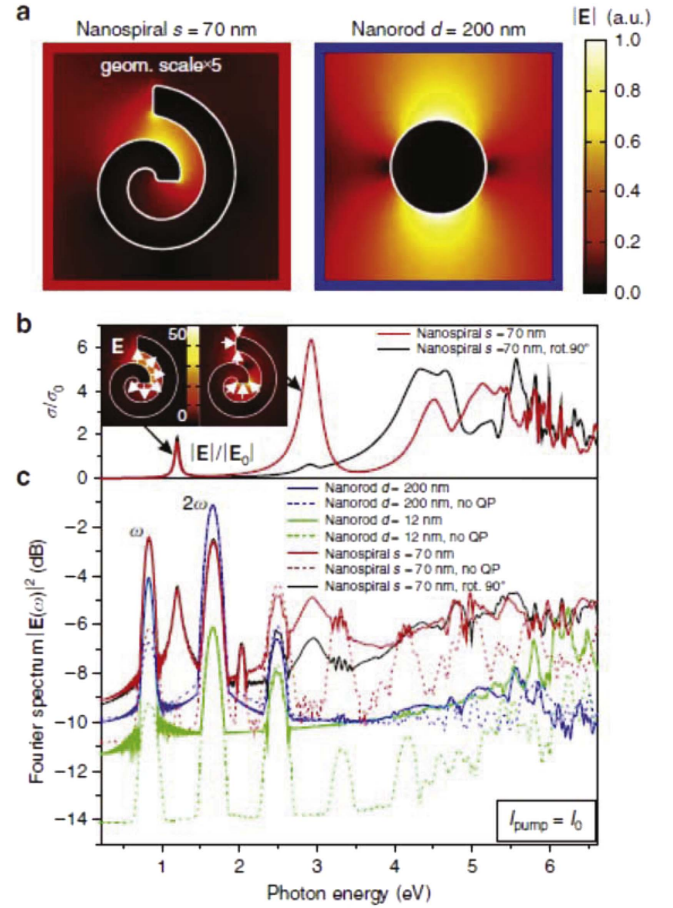 a
Nanospiral s = 70 nm
Nanorod d = 200 nm
|E| (a.u.)
geom. scale×5
1.0
0.8
0.6
0.4
0.2
0.0
b
6
4
2
0
σ/σ₀
E
50
0
|E|/|E₀|
Nanospiral s = 70 nm
Nanospiral s =70 nm, rot.90°
c
ω
2ω
Nanorod d = 200 nm
Nanorod d = 200 nm, no QP
Nanorod d = 12 nm
Nanorod d = 12 nm, no QP
Nanospiral s = 70 nm
Nanospiral s = 70 nm, no QP
Nanospiral s = 70 nm, rot. 90°
−2
−4
−6
−8
−10
−12
−14
Fourier spectrum |E(ω)|² (dB)
I pump = I₀
1 2 3 4 5 6
Photon energy (eV)